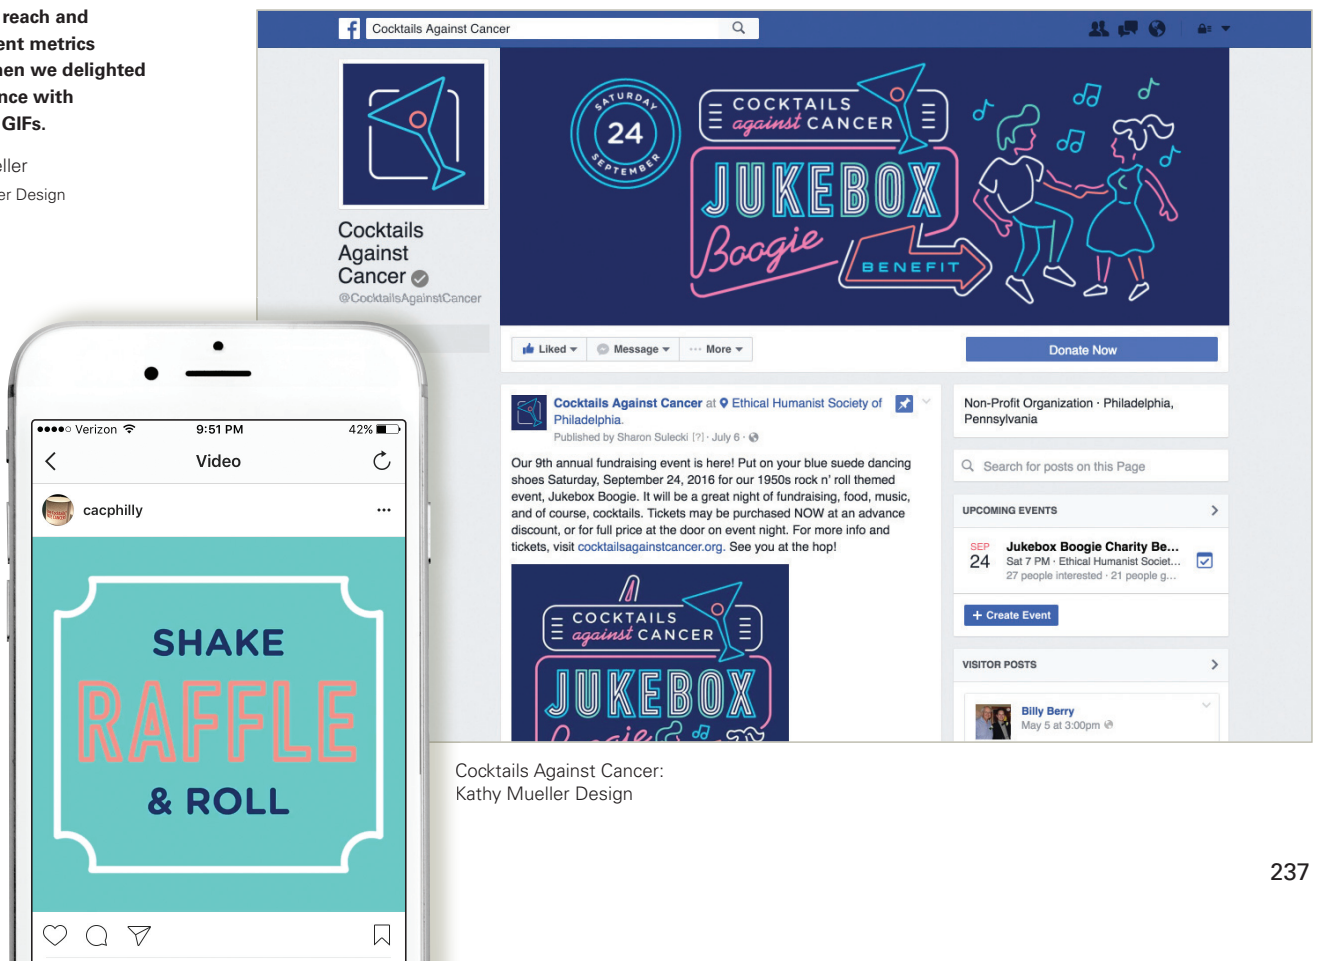 reach and
ent metrics
hen we delighted
nce with
GIFs.
eller
er Design
Cocktails Against Cancer
Cocktails
Against
Cancer
@CocktailsAgainstCancer
SATURDAY
24
SEPTEMBER
COCKTAILS
against CANCER
JUKEBOX
Boogie
BENEFIT
Liked
Message
More
Donate Now
Cocktails Against Cancer at Ethical Humanist Society of
Philadelphia.
Published by Sharon Sulecki [?] · July 6 ·
Our 9th annual fundraising event is here! Put on your blue suede dancing
shoes Saturday, September 24, 2016 for our 1950s rock n' roll themed
event, Jukebox Boogie. It will be a great night of fundraising, food, music,
and of course, cocktails. Tickets may be purchased NOW at an advance
discount, or for full price at the door on event night. For more info and
tickets, visit cocktailsagainstcancer.org. See you at the hop!
COCKTAILS
against CANCER
JUKEBOX
Boogie
Non-Profit Organization · Philadelphia,
Pennsylvania
Search for posts on this Page
UPCOMING EVENTS
SEP
24
Jukebox Boogie Charity Be...
Sat 7 PM · Ethical Humanist Societ...
27 people interested · 21 people g...
+ Create Event
VISITOR POSTS
Billy Berry
May 5 at 3:00pm
Verizon
9:51 PM
42%
Video
cacphilly
SHAKE
RAFFLE
& ROLL
Cocktails Against Cancer:
Kathy Mueller Design
237